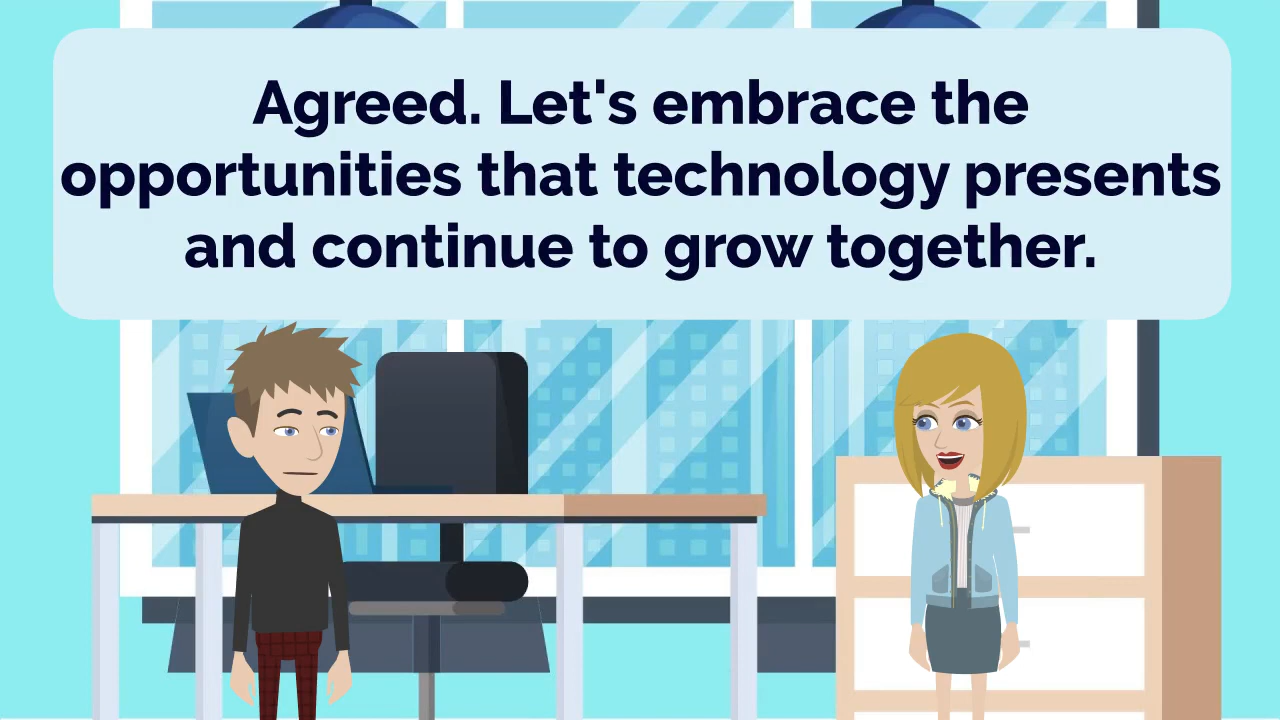 Agreed. Let's embrace the
opportunities that technology presents
and continue to grow together.